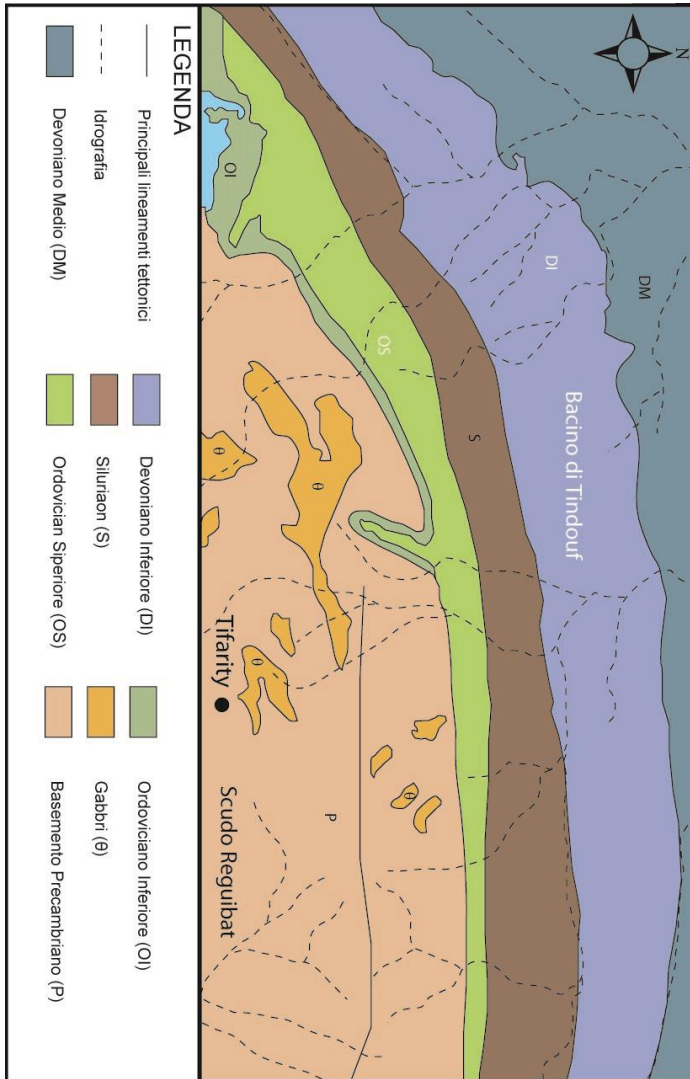 N
DM
Bacino di Tindouf
DI
S
θ
OS
P
θ
θ
OI
θ
Tifarity
Scudo Reguibat
LEGENDA
Principali lineamenti tettonici
Idrografia
Devoniano Medio (DM)
Devoniano Inferiore (DI)
Siluriaon (S)
Ordovician Siperiore (OS)
Ordoviciano Inferiore (OI)
Gabbri (θ)
Basemento Precambriano (P)